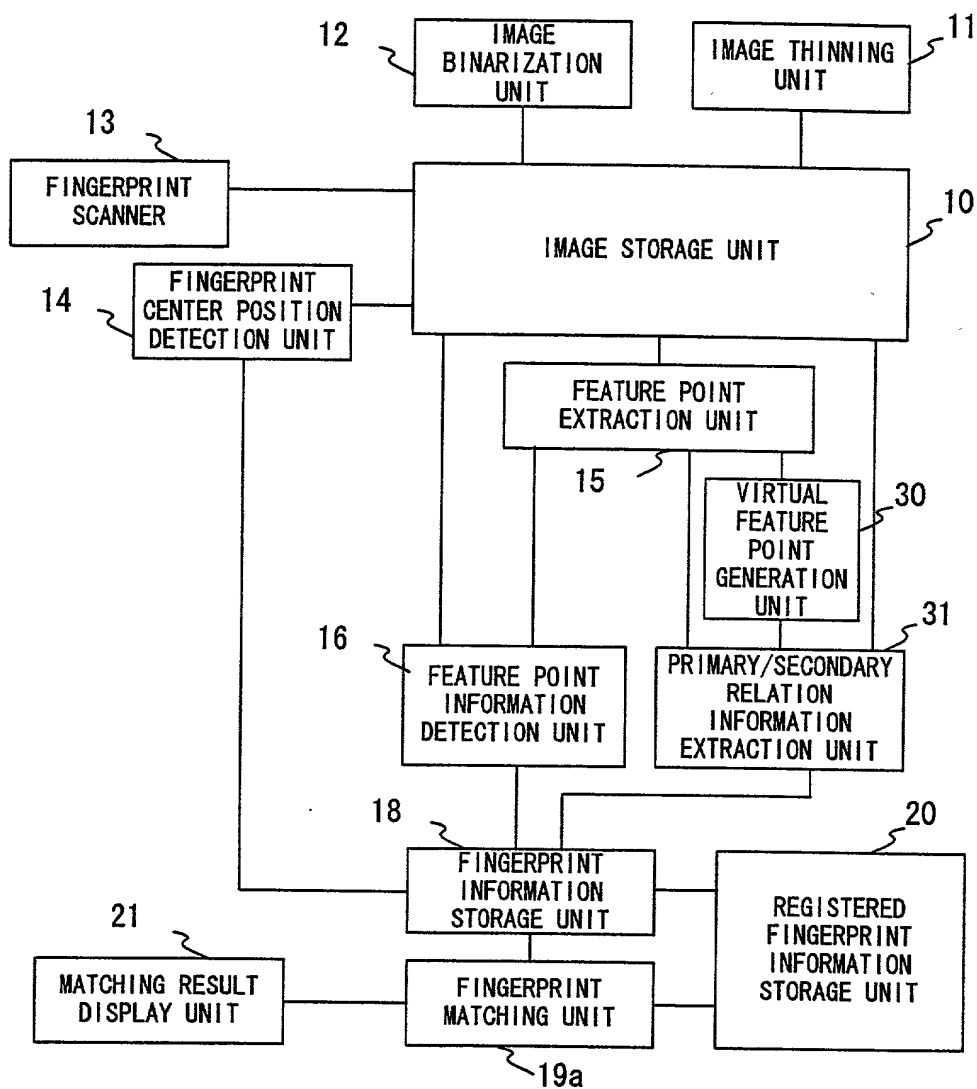 12
IMAGE
BINARIZATION
UNIT
11
IMAGE THINNING
UNIT
13
FINGERPRINT
SCANNER
10
IMAGE STORAGE UNIT
14
FINGERPRINT
CENTER POSITION
DETECTION UNIT
FEATURE POINT
EXTRACTION UNIT
15
30
VIRTUAL
FEATURE
POINT
GENERATION
UNIT
16
FEATURE POINT
INFORMATION
DETECTION UNIT
31
PRIMARY/SECONDARY
RELATION
INFORMATION
EXTRACTION UNIT
18
FINGERPRINT
INFORMATION
STORAGE UNIT
20
REGISTERED
FINGERPRINT
INFORMATION
STORAGE UNIT
21
MATCHING RESULT
DISPLAY UNIT
FINGERPRINT
MATCHING UNIT
19a